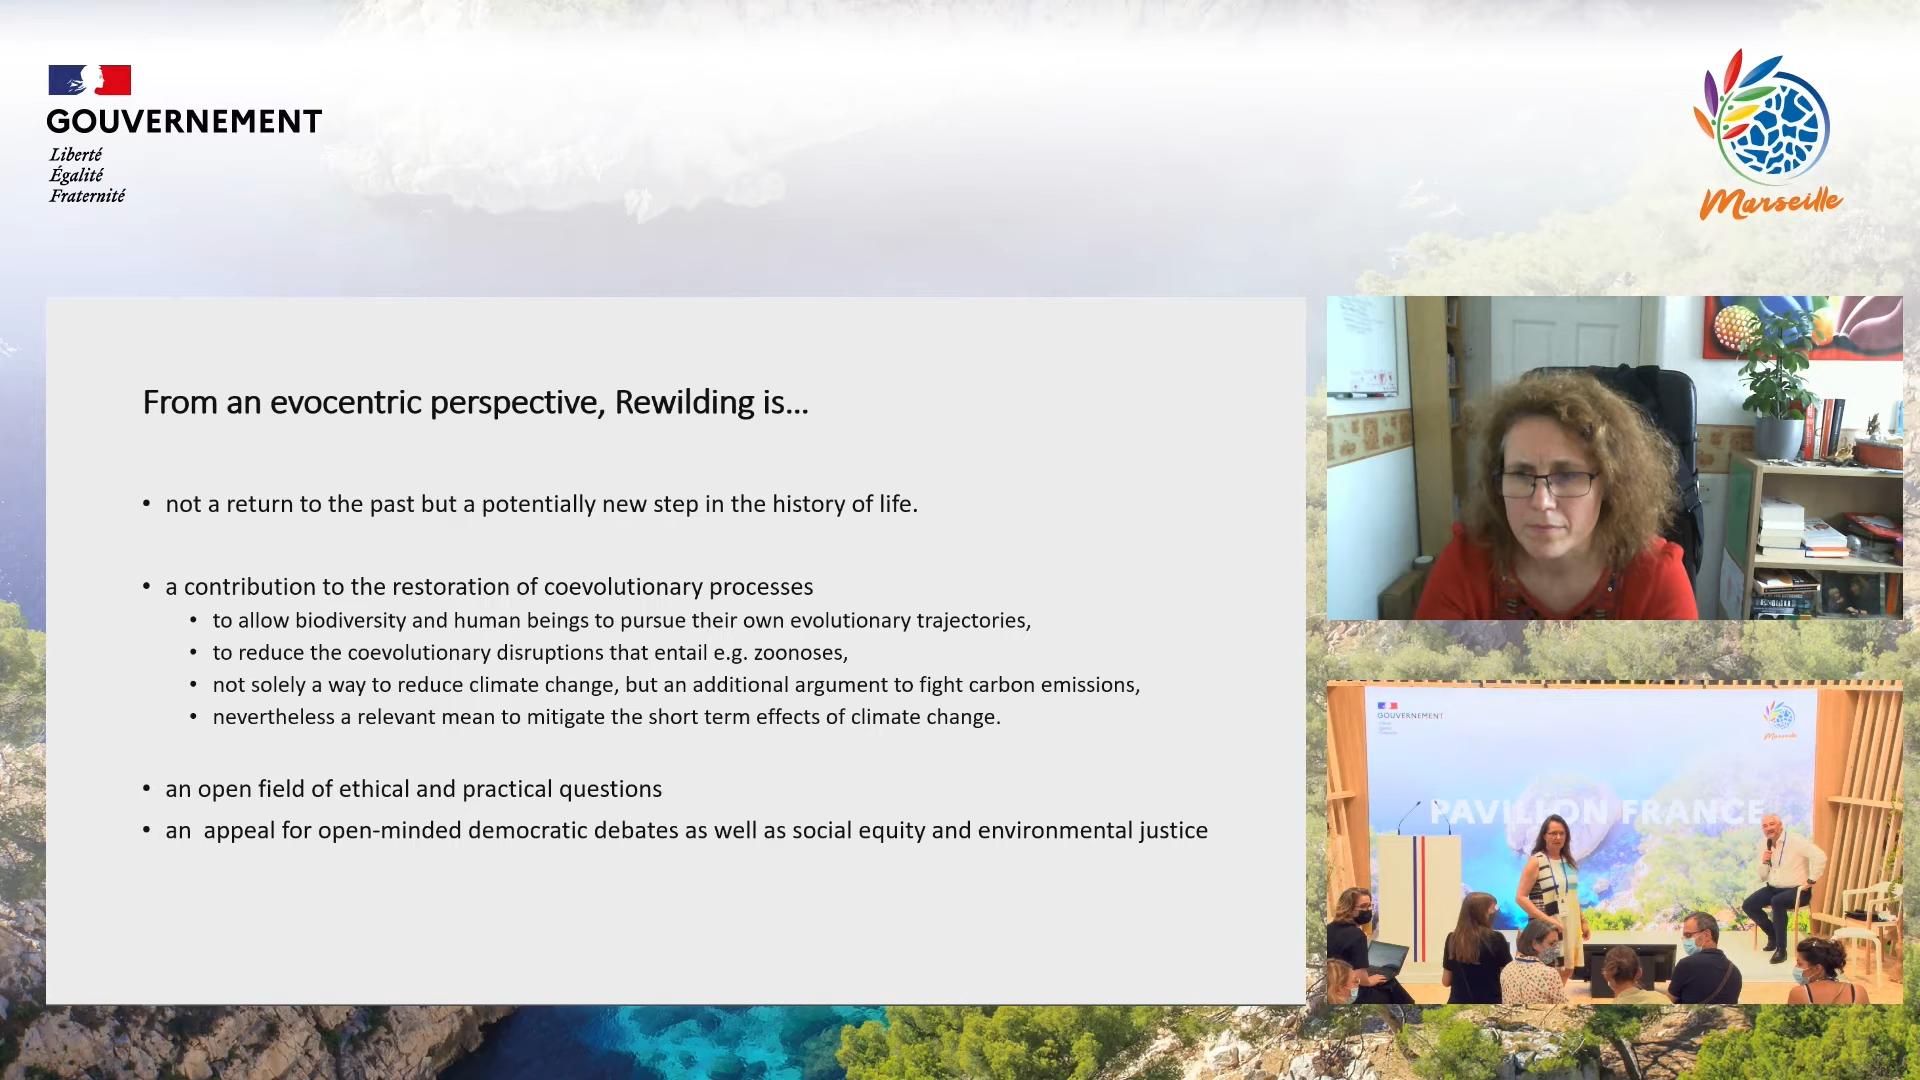 GOUVERNEMENT
Liberté
Égalité
Fraternité
Marseille
From an evocentric perspective, Rewilding is...
• not a return to the past but a potentially new step in the history of life.
• a contribution to the restoration of coevolutionary processes
• to allow biodiversity and human beings to pursue their own evolutionary trajectories,
• to reduce the coevolutionary disruptions that entail e.g. zoonoses,
• not solely a way to reduce climate change, but an additional argument to fight carbon emissions,
• nevertheless a relevant mean to mitigate the short term effects of climate change.
• an open field of ethical and practical questions
• an  appeal for open-minded democratic debates as well as social equity and environmental justice
GOUVERNEMENT
Marseille
PAVILLON FRANCE